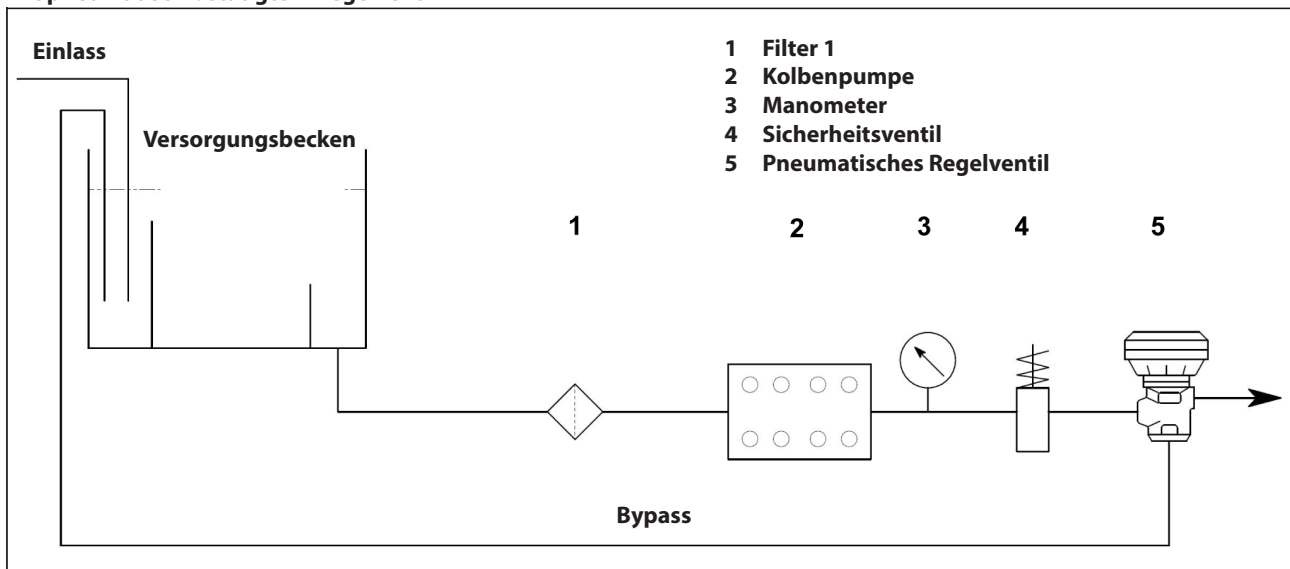 Einlass
Versorgungsbecken
1 Filter 1
2 Kolbenpumpe
3 Manometer
4 Sicherheitsventil
5 Pneumatisches Regelventil
1 2 3 4 5
Bypass